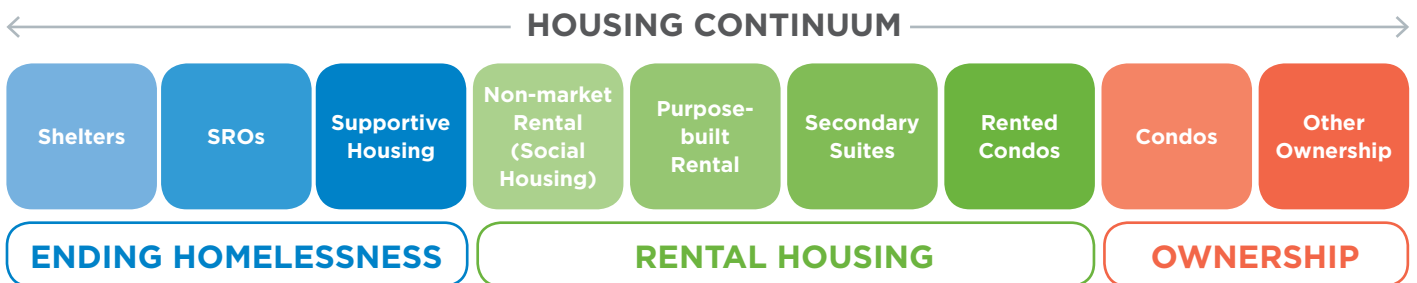 HOUSING CONTINUUM
Shelters
SROs
Supportive
Housing
Non-market
Rental
(Social
Housing)
Purpose-
built
Rental
Secondary
Suites
Rented
Condos
Condos
Other
Ownership
ENDING HOMELESSNESS
RENTAL HOUSING
OWNERSHIP